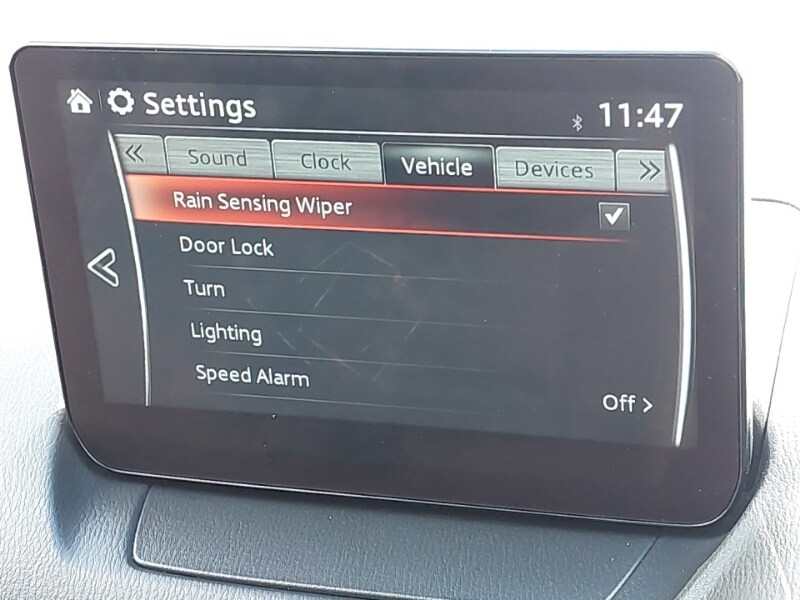 Settings 11:47
Sound Clock Vehicle Devices
Rain Sensing Wiper
Door Lock
Turn
Lighting
Speed Alarm Off >